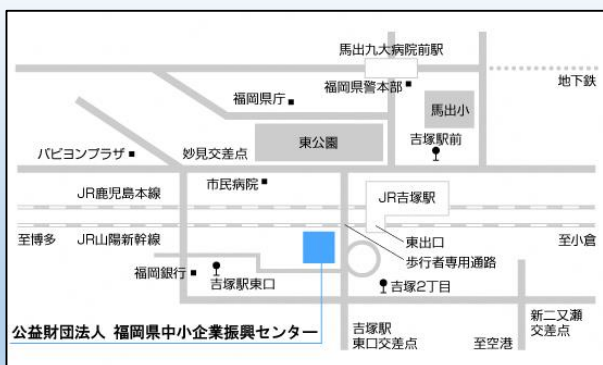 馬出九大病院前駅
地下鉄
福岡県警本部
福岡県庁
馬出小
東公園
吉塚駅前
パピヨンプラザ
妙見交差点
市民病院
JR吉塚駅
JR鹿児島本線
至博多
JR山陽新幹線
東出口
至小倉
歩行者専用通路
福岡銀行
吉塚駅東口
吉塚2丁目
公益財団法人 福岡県中小企業振興センター
吉塚駅
東口交差点
至空港
新二又瀬
交差点